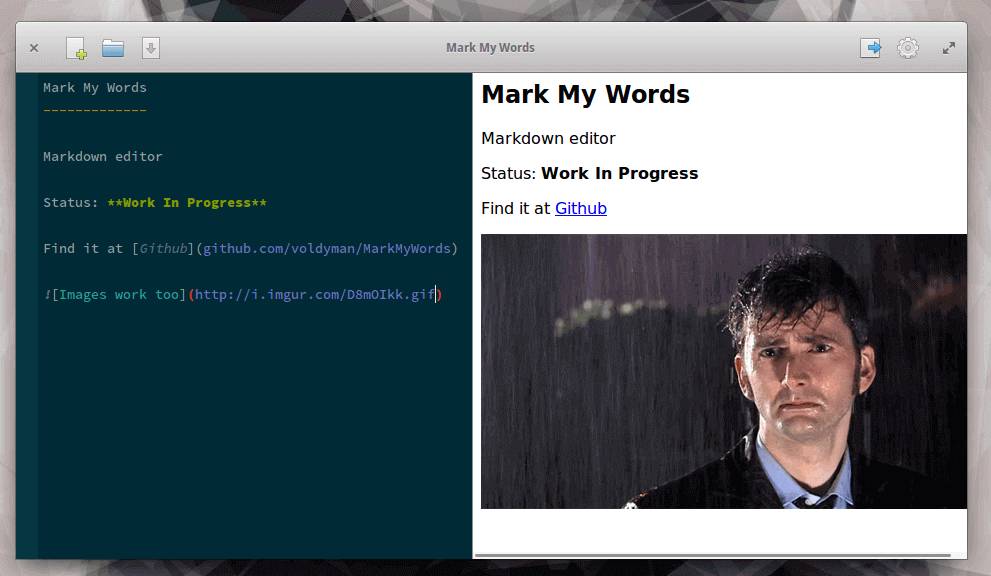 Mark My Words
Mark My Words
-------------
Markdown editor
Status: **Work In Progress**
Find it at [Github](github.com/voldyman/MarkMyWords)
![Images work too](http://i.imgur.com/D8mOIkk.gif)
Mark My Words
Markdown editor
Status: Work In Progress
Find it at Github